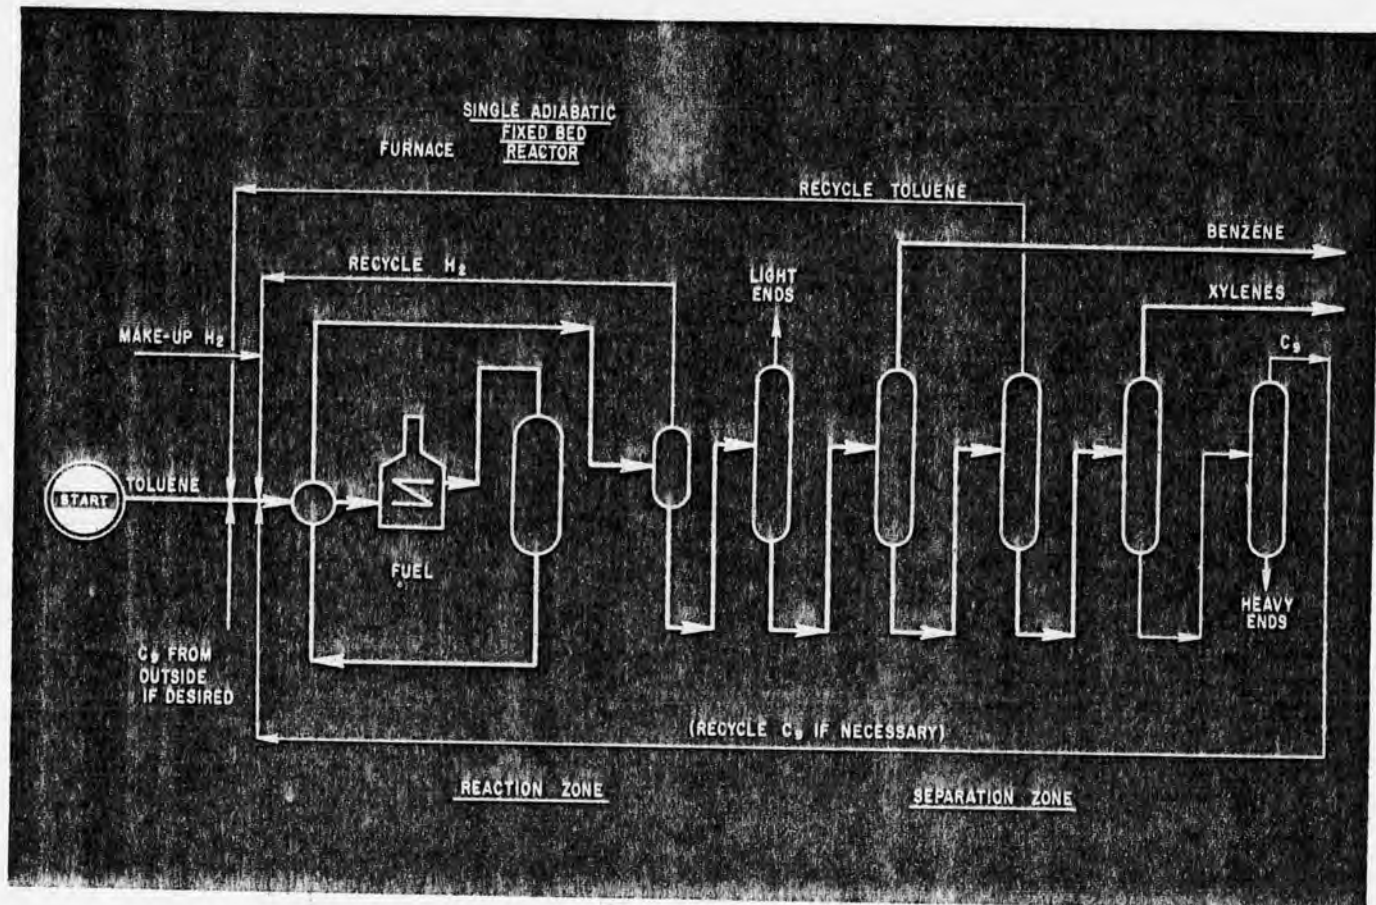 SINGLE ADIABATIC
FIXED BED
REACTOR
FURNACE
RECYCLE TOLUENE
BENZENE
RECYCLE H₂
LIGHT
ENDS
XYLENES
MAKE-UP H₂
C₉
START
TOLUENE
FUEL
HEAVY
ENDS
C₉ FROM
OUTSIDE
IF DESIRED
(RECYCLE C₉ IF NECESSARY)
REACTION ZONE
SEPARATION ZONE